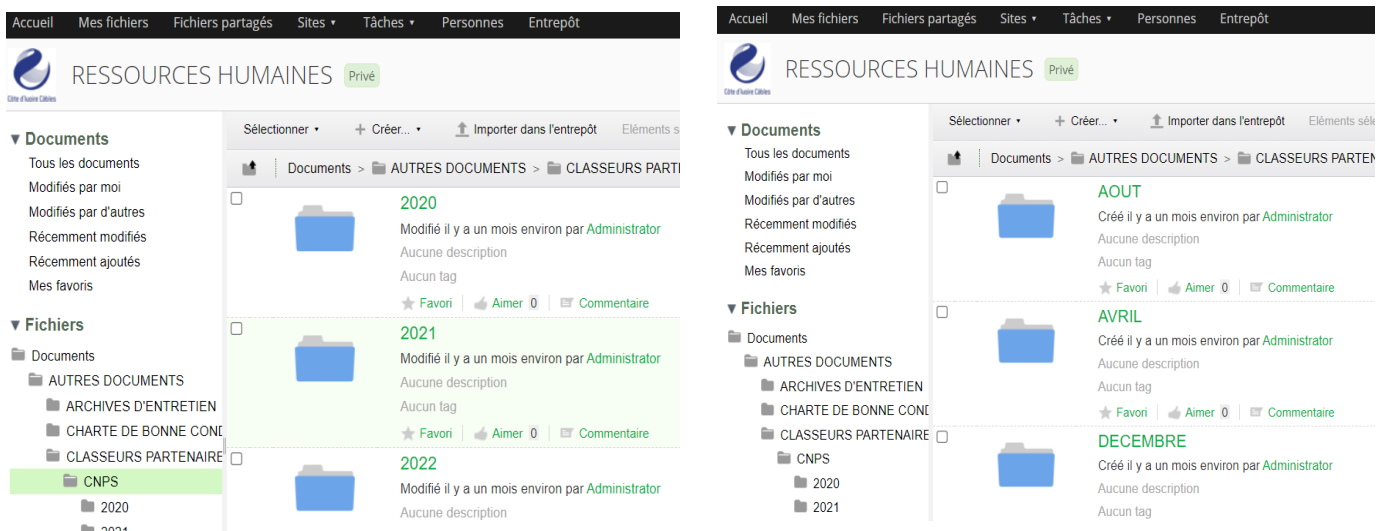 Accueil Mes fichiers Fichiers partagés Sites Tâches Personnes Entrepôt
Côte d'Ivoire Câbles
RESSOURCES HUMAINES Privé
Documents
Tous les documents
Modifiés par moi
Modifiés par d'autres
Récemment modifiés
Récemment ajoutés
Mes favoris
Fichiers
Documents
AUTRES DOCUMENTS
ARCHIVES D'ENTRETIEN
CHARTE DE BONNE COND
CLASSEURS PARTENAIRE
CNPS
2020
2021
Sélectionner + Créer... Importer dans l'entrepôt Eléments s
Documents > AUTRES DOCUMENTS > CLASSEURS PARTE
2020
Modifié il y a un mois environ par Administrator
Aucune description
Aucun tag
Favori Aimer 0 Commentaire
2021
Modifié il y a un mois environ par Administrator
Aucune description
Aucun tag
Favori Aimer 0 Commentaire
2022
Modifié il y a un mois environ par Administrator
Aucune description
Accueil Mes fichiers Fichiers partagés Sites Tâches Personnes Entrepôt
Côte d'Ivoire Câbles
RESSOURCES HUMAINES Privé
Documents
Tous les documents
Modifiés par moi
Modifiés par d'autres
Récemment modifiés
Récemment ajoutés
Mes favoris
Fichiers
Documents
AUTRES DOCUMENTS
ARCHIVES D'ENTRETIEN
CHARTE DE BONNE COND
CLASSEURS PARTENAIRE
CNPS
2020
2021
Sélectionner + Créer... Importer dans l'entrepôt Eléments séle
Documents > AUTRES DOCUMENTS > CLASSEURS PARTEN
AOUT
Créé il y a un mois environ par Administrator
Aucune description
Aucun tag
Favori Aimer 0 Commentaire
AVRIL
Créé il y a un mois environ par Administrator
Aucune description
Aucun tag
Favori Aimer 0 Commentaire
DECEMBRE
Créé il y a un mois environ par Administrator
Aucune description
Aucun tag